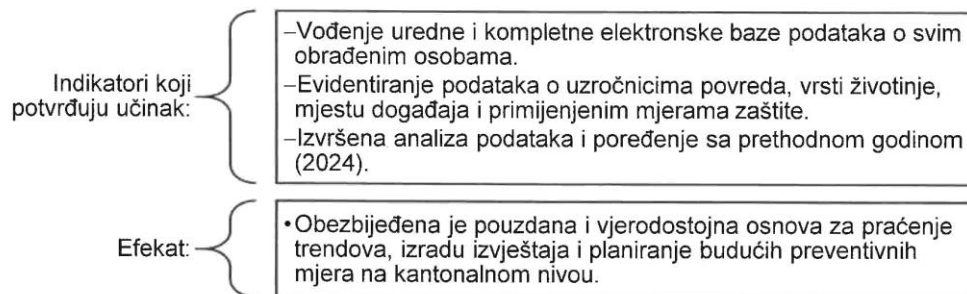 Indikatori koji
potvrđuju učinak:
–Vođenje uredne i kompletne elektronske baze podataka o svim
obrađenim osobama.
–Evidentiranje podataka o uzročnicima povreda, vrsti životinje,
mjestu događaja i primijenjenim mjerama zaštite.
–Izvršena analiza podataka i poređenje sa prethodnom godinom
(2024).
Efekat:
•Obezbijeđena je pouzdana i vjerodostojna osnova za praćenje
trendova, izradu izvještaja i planiranje budućih preventivnih
mjera na kantonalnom nivou.